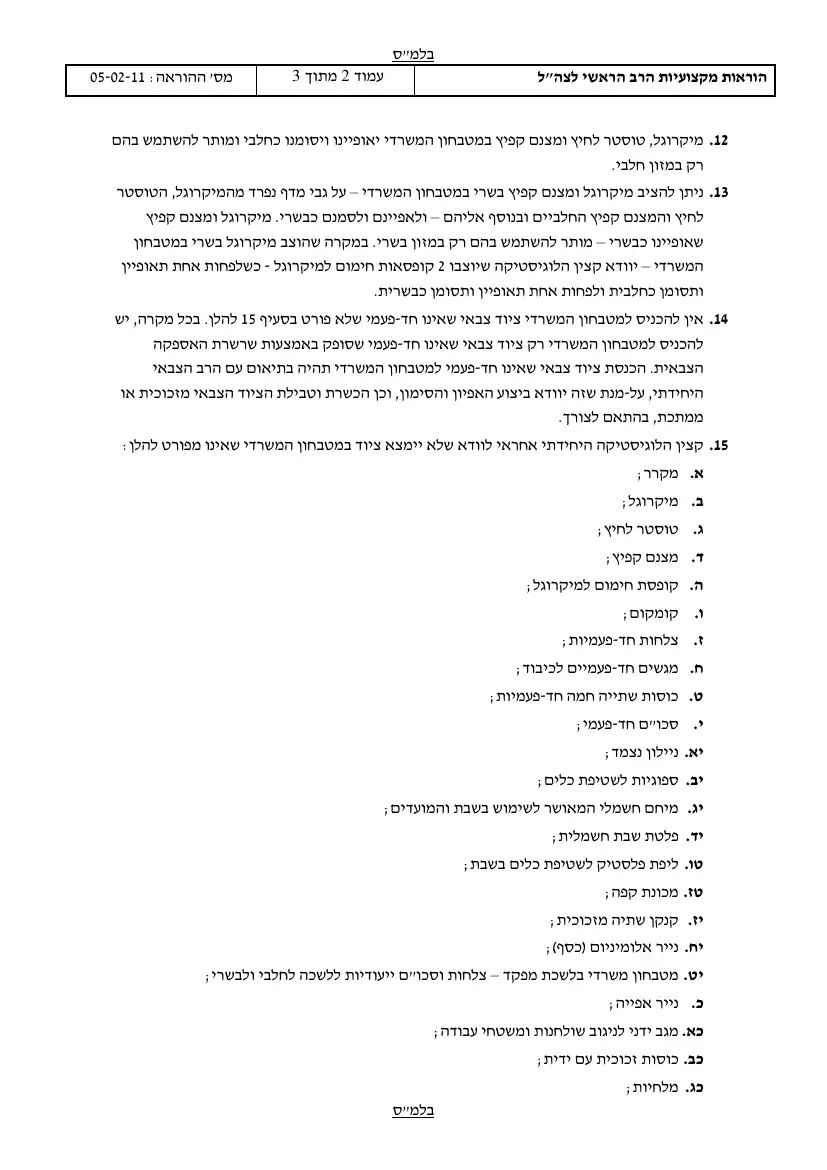 בלמ"ס
הוראות מקצועיות הרב הראשי לצה"ל עמוד 2 מתוך 3 מס' ההוראה: 05-02-11
12. מיקרוגל, טוסטר לחיץ ומצנם קפיץ במטבחון המשרדי יאופיינו ויסומנו כחלבי ומותר להשתמש בהם
רק במזון חלבי.
13. ניתן להציב מיקרוגל ומצנם קפיץ בשרי במטבחון המשרדי – על גבי מדף נפרד מהמיקרוגל, הטוסטר
לחיץ והמצנם קפיץ החלביים ובנוסף אליהם – ולאפיינם ולסמנם כבשרי. מיקרוגל ומצנם קפיץ
שאופיינו כבשרי – מותר להשתמש בהם רק במזון בשרי. במקרה שהוצב מיקרוגל בשרי במטבחון
המשרדי – יוודא קצין הלוגיסטיקה שיוצבו 2 קופסאות חימום למיקרוגל - כשלפחות אחת תאופיין
ותסומן כחלבית ולפחות אחת תאופיין ותסומן כבשרית.
14. אין להכניס למטבחון המשרדי ציוד צבאי שאינו חד-פעמי שלא פורט בסעיף 15 להלן. בכל מקרה, יש
להכניס למטבחון המשרדי רק ציוד צבאי שאינו חד-פעמי שסופק באמצעות שרשרת האספקה
הצבאית. הכנסת ציוד צבאי שאינו חד-פעמי למטבחון המשרדי תהיה בתיאום עם הרב הצבאי
היחידתי, על-מנת שזה יוודא ביצוע האפיון והסימון, וכן הכשרת וטבילת הציוד הצבאי מזכוכית או
ממתכת, בהתאם לצורך.
15. קצין הלוגיסטיקה היחידתי אחראי לוודא שלא יימצא ציוד במטבחון המשרדי שאינו מפורט להלן:
א. מקרר;
ב. מיקרוגל;
ג. טוסטר לחיץ;
ד. מצנם קפיץ;
ה. קופסת חימום למיקרוגל;
ו. קומקום;
ז. צלחות חד-פעמיות;
ח. מגשים חד-פעמיים לכיבוד;
ט. כוסות שתייה חמה חד-פעמיות;
י. סכו"ם חד-פעמי;
יא. ניילון נצמד;
יב. ספוגיות לשטיפת כלים;
יג. מיחם חשמלי המאושר לשימוש בשבת והמועדים;
יד. פלטת שבת חשמלית;
טו. ליפת פלסטיק לשטיפת כלים בשבת;
טז. מכונת קפה;
יז. קנקן שתיה מזכוכית;
יח. נייר אלומיניום (כסף);
יט. מטבחון משרדי בלשכת מפקד – צלחות וסכו"ם ייעודיות ללשכה לחלבי ולבשרי;
כ. נייר אפייה;
כא. מגב ידני לניגוב שולחנות ומשטחי עבודה;
כב. כוסות זכוכית עם ידית;
כג. מלחיות;
בלמ"ס